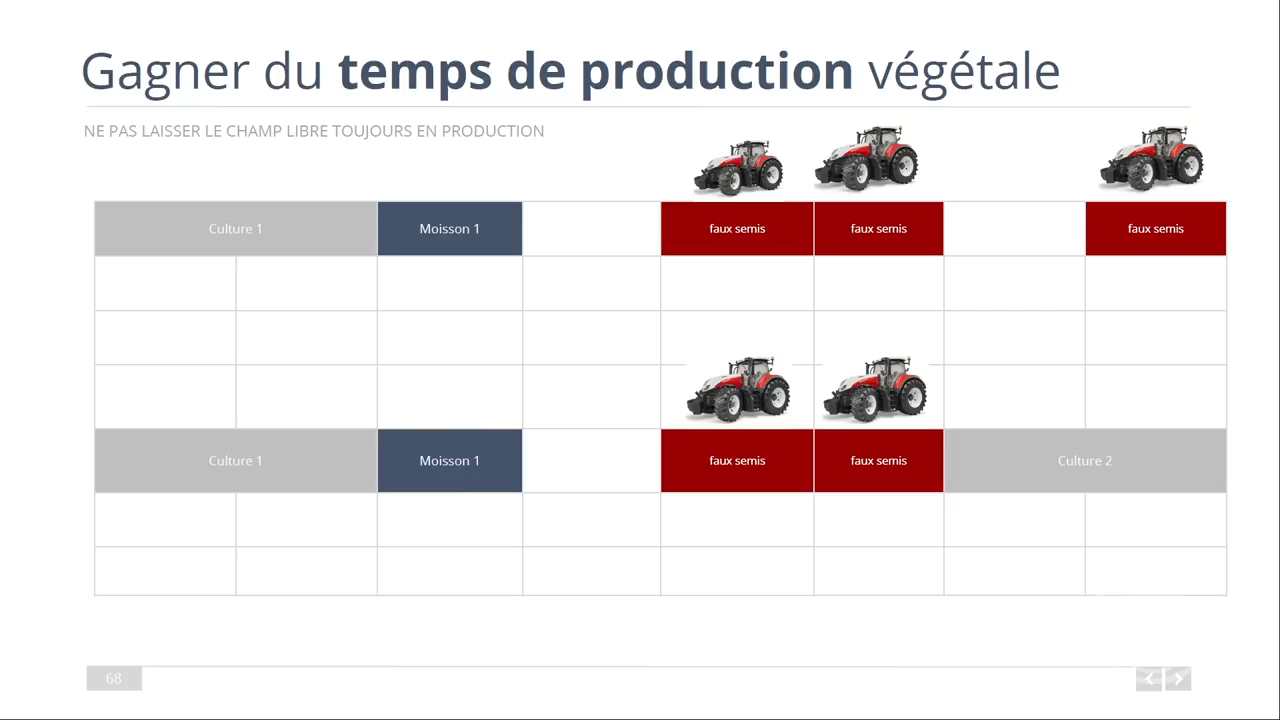 Gagner du temps de production végétale
NE PAS LAISSER LE CHAMP LIBRE TOUJOURS EN PRODUCTION
Culture 1 Moisson 1 faux semis faux semis faux semis
Culture 1 Moisson 1 faux semis faux semis Culture 2
68